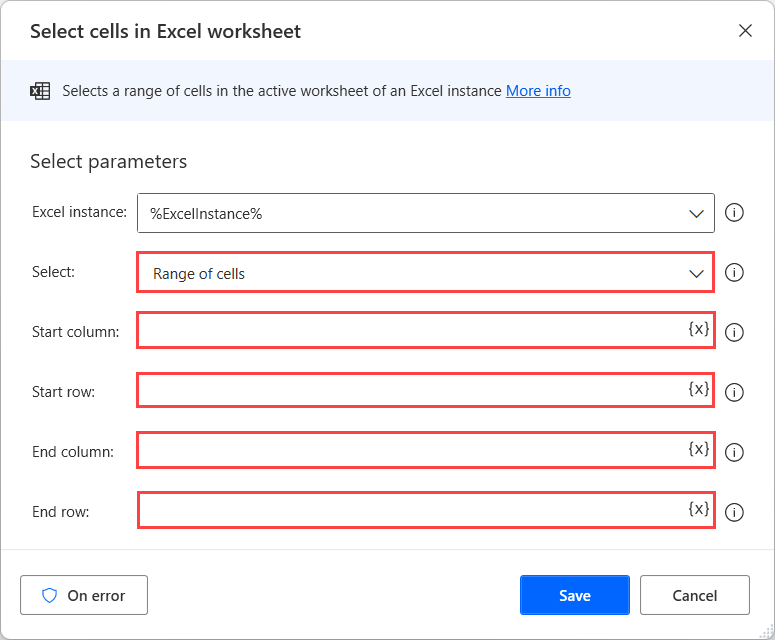 Select cells in Excel worksheet
Selects a range of cells in the active worksheet of an Excel instance More info
Select parameters
Excel instance: %ExcelInstance%
Select: Range of cells
Start column: {x}
Start row: {x}
End column: {x}
End row: {x}
On error Save Cancel